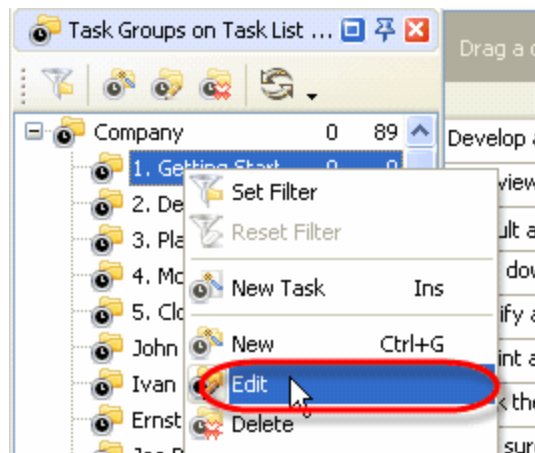 Task Groups on Task List ...
Drag a
Company 0 89
Develop
1. Getting Start 0 0
Set Filter
view
2. De
Reset Filter
ult a
3. Pla
dow
4. Mo
New Task Ins
ify a
5. Clo
New Ctrl+G
int a
John
Edit
k the
Ivan
Delete
sure
Ernst